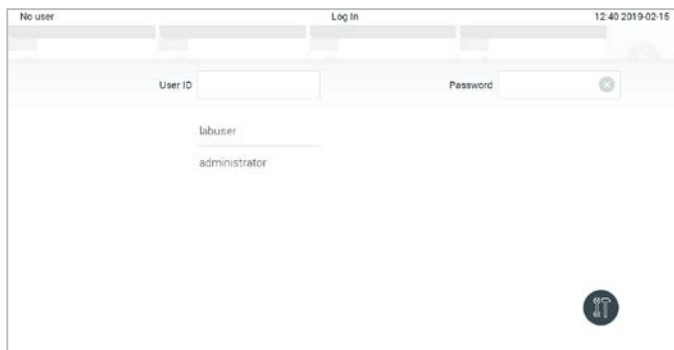 No user Log In 12:40 2019-02-15
User ID Password
labuser
administrator